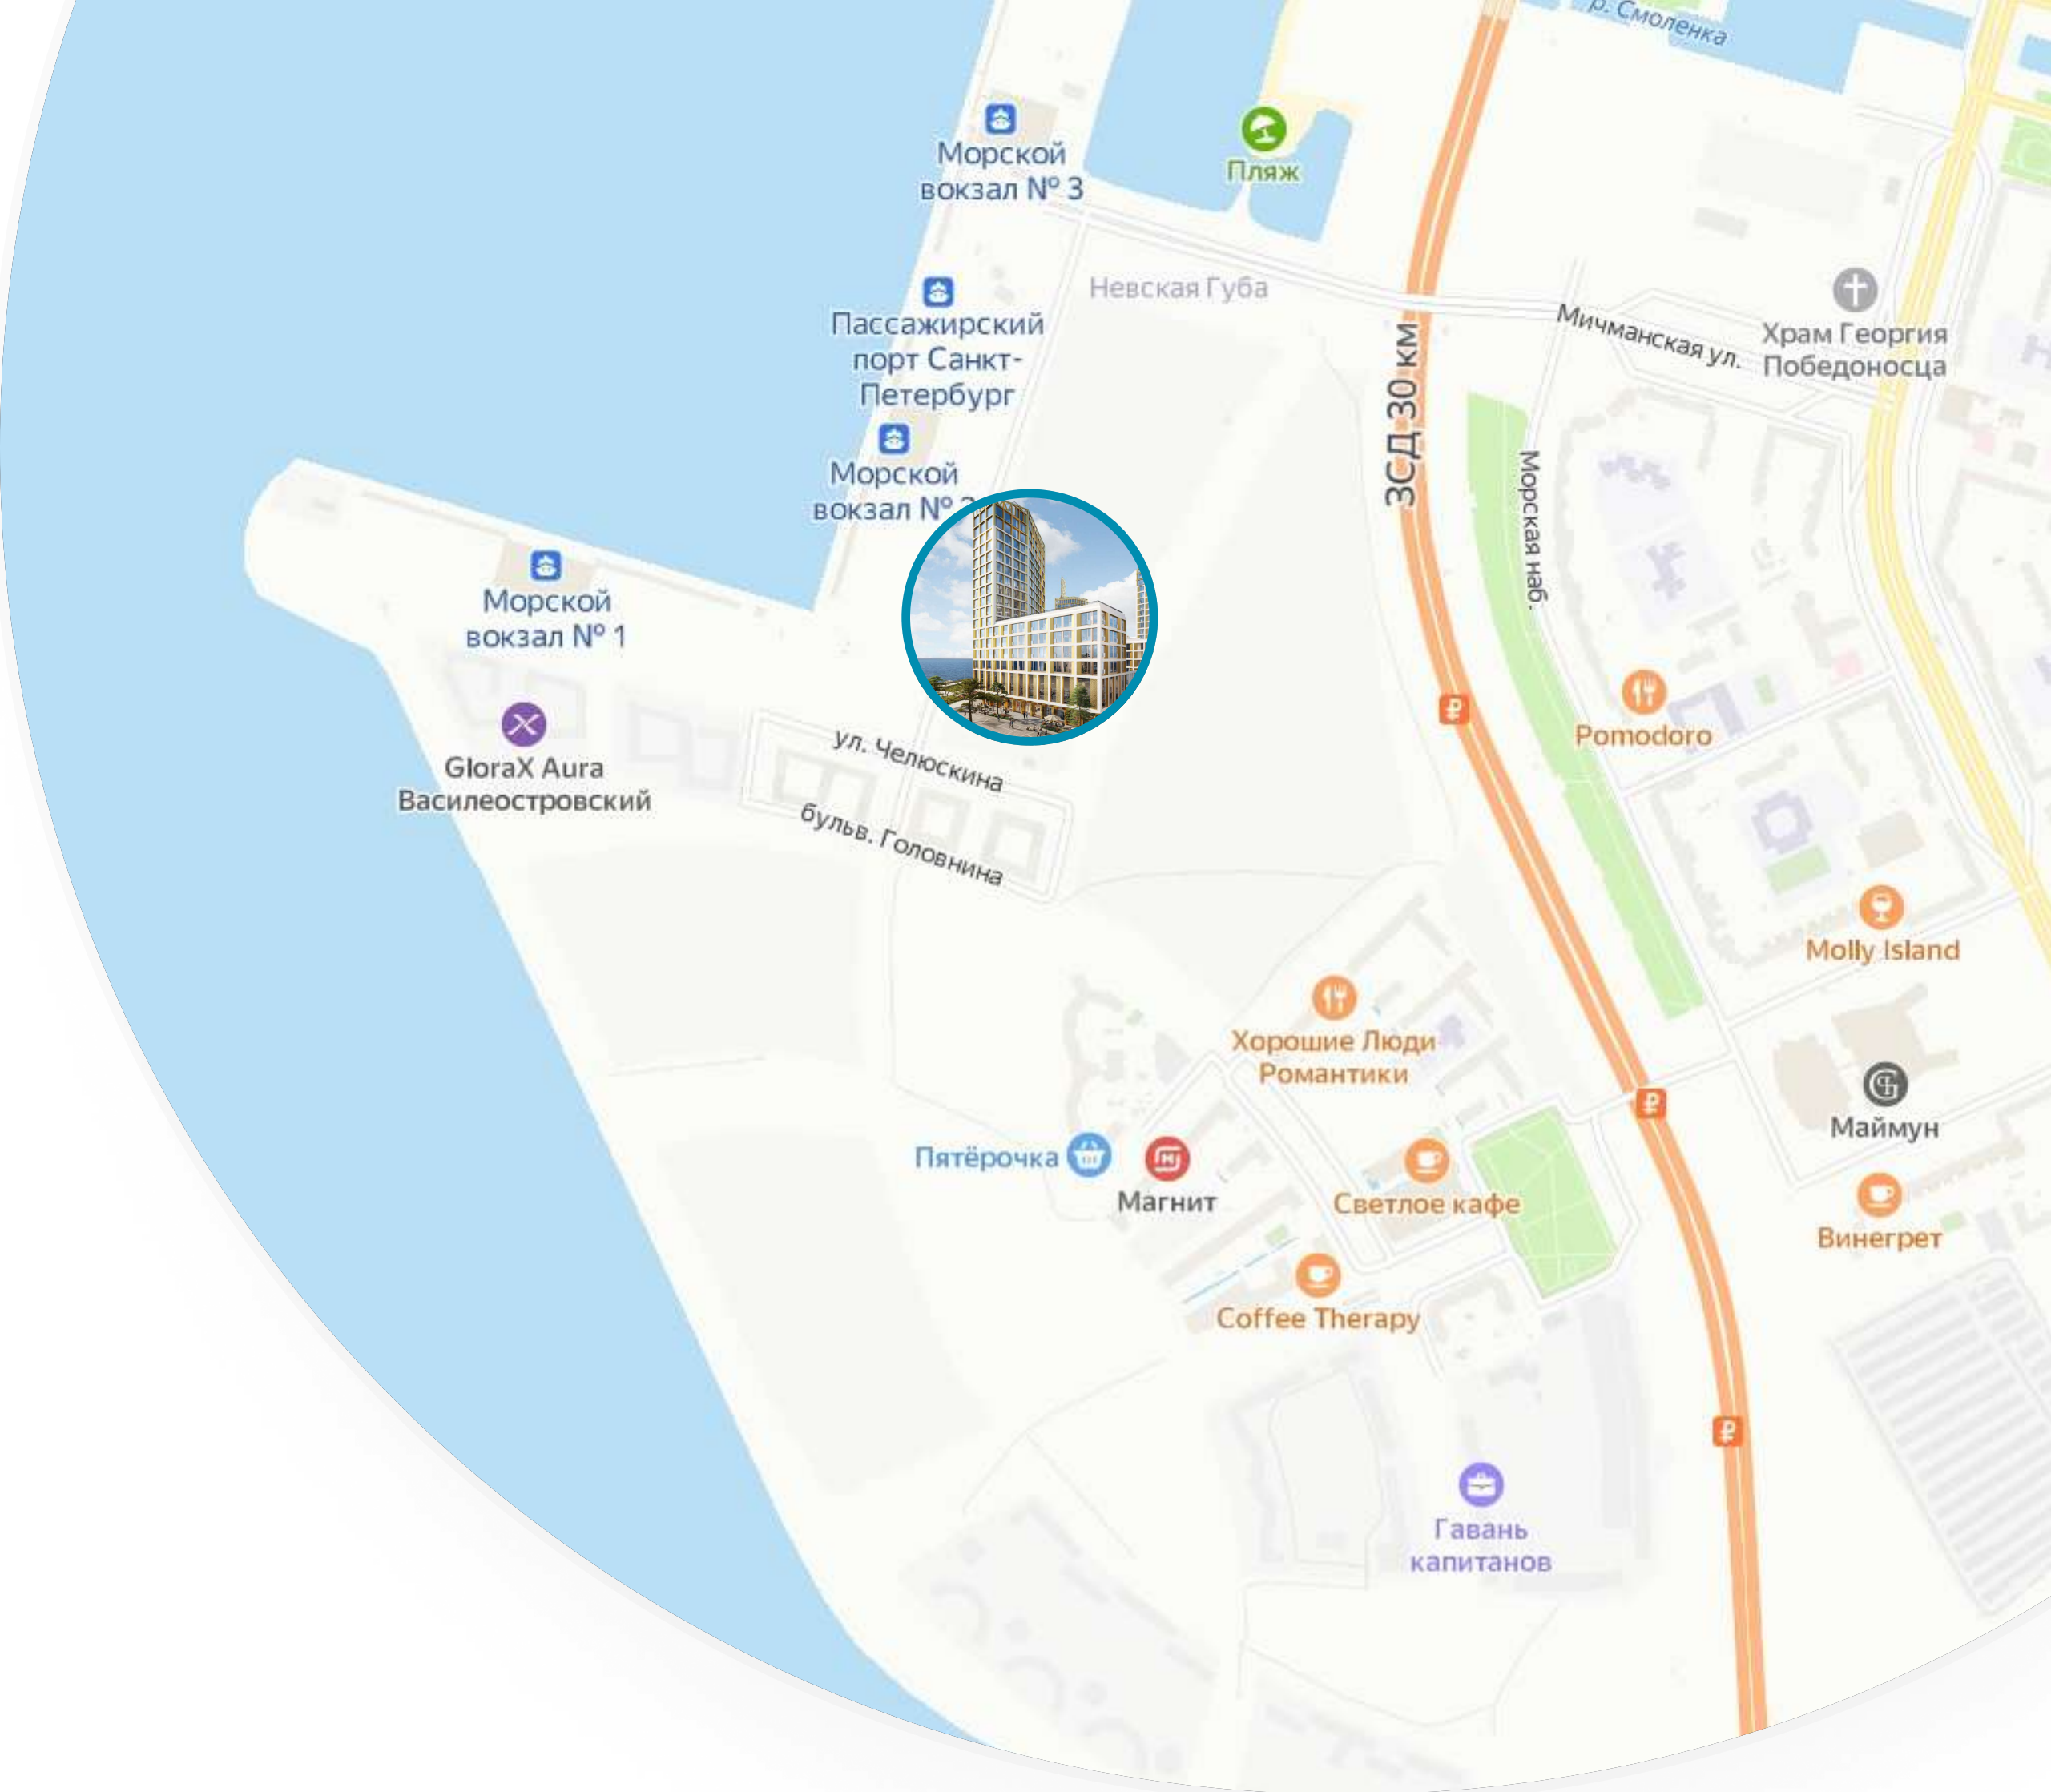 р. Смоленка
Морской
вокзал № 3
Пляж
Невская Губа
Пассажирский
порт Санкт-
Петербург
Мичманская ул.
Храм Георгия
Победоносца
ЗСД 30 км
Морской
вокзал №
Морская наб.
Морской
вокзал № 1
GloraX Aura
Василеостровский
ул. Челюскина
бульв. Головнина
Pomodoro
Molly Island
Хорошие Люди
Романтики
Маймун
Пятёрочка
Магнит
Светлое кафе
Винегрет
Coffee Therapy
Гавань
капитанов